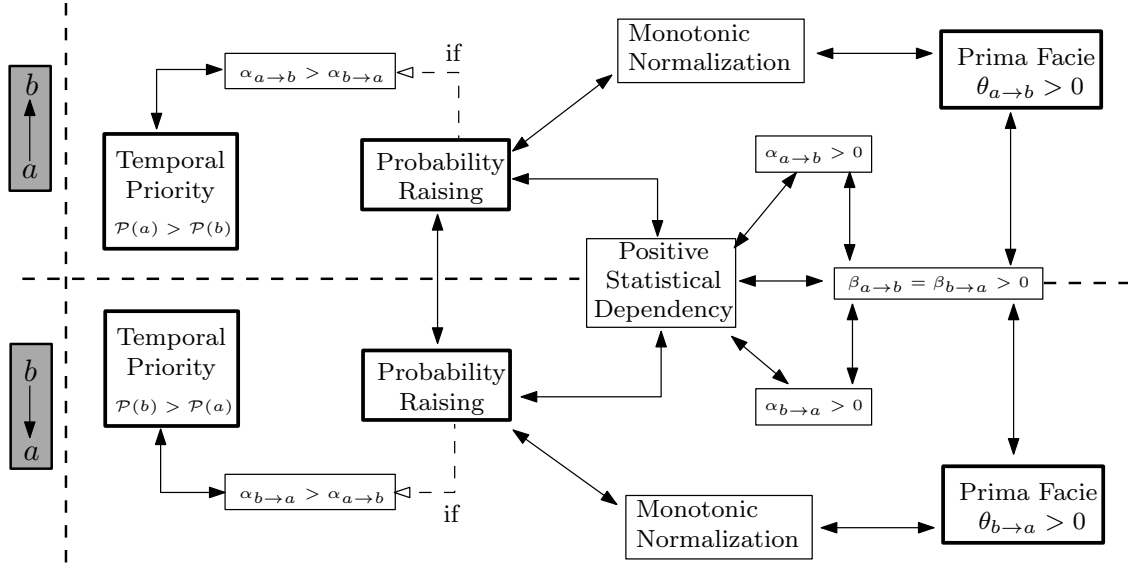 b
a
if
α_{a→b} > α_{b→a}
Temporal
Priority
𝒫(a) > 𝒫(b)
Probability
Raising
Monotonic
Normalization
Prima Facie
θ_{a→b} > 0
α_{a→b} > 0
Positive
Statistical
Dependency
β_{a→b} = β_{b→a} > 0
b
a
Temporal
Priority
𝒫(b) > 𝒫(a)
Probability
Raising
α_{b→a} > 0
α_{b→a} > α_{a→b}
if
Monotonic
Normalization
Prima Facie
θ_{b→a} > 0